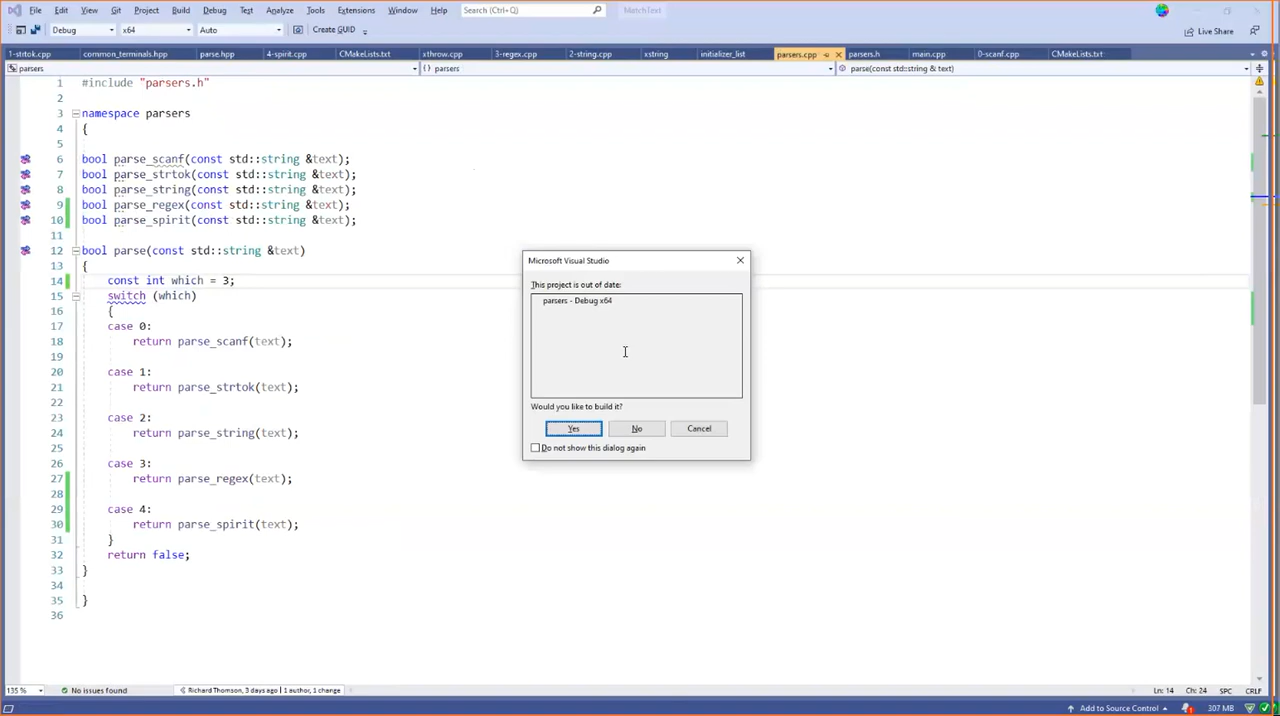 File Edit View Git Project Build Debug Test Analyze Tools Extensions Window Help Search (Ctrl+Q) MatchText
Debug x64 Auto Create GUID Live Share
1-strtok.cpp common_terminals.hpp parse.hpp 4-spirit.cpp CMakeLists.txt xthrow.cpp 3-regex.cpp 2-string.cpp xstring initializer_list parsers.cpp parsers.h main.cpp 0-scanf.cpp CMakeLists.txt
parsers {} parsers parse(const std::string & text)
1 #include "parsers.h"
2
3 namespace parsers
4 {
5
6 bool parse_scanf(const std::string &text);
7 bool parse_strtok(const std::string &text);
8 bool parse_string(const std::string &text);
9 bool parse_regex(const std::string &text);
10 bool parse_spirit(const std::string &text);
11
12 bool parse(const std::string &text)
13 {
14 const int which = 3;
15 switch (which)
16 {
17 case 0:
18 return parse_scanf(text);
19
20 case 1:
21 return parse_strtok(text);
22
23 case 2:
24 return parse_string(text);
25
26 case 3:
27 return parse_regex(text);
28
29 case 4:
30 return parse_spirit(text);
31 }
32 return false;
33 }
34
35 }
36
Microsoft Visual Studio
This project is out of date:
parsers - Debug x64
Would you like to build it?
Yes No Cancel
Do not show this dialog again
135 % No issues found Richard Thomson, 3 days ago | 1 author, 1 change Ln: 14 Ch: 24 SPC CRLF
Add to Source Control 307 MB